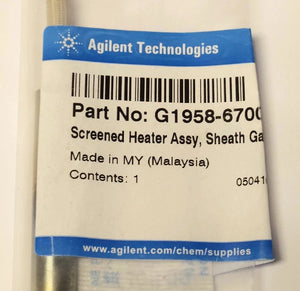 Agilent Technologies
Part No: G1958-6700
Screened Heater Assy, Sheath Ga
Made in MY (Malaysia)
Contents: 1
05041
www.agilent.com/chem/supplies